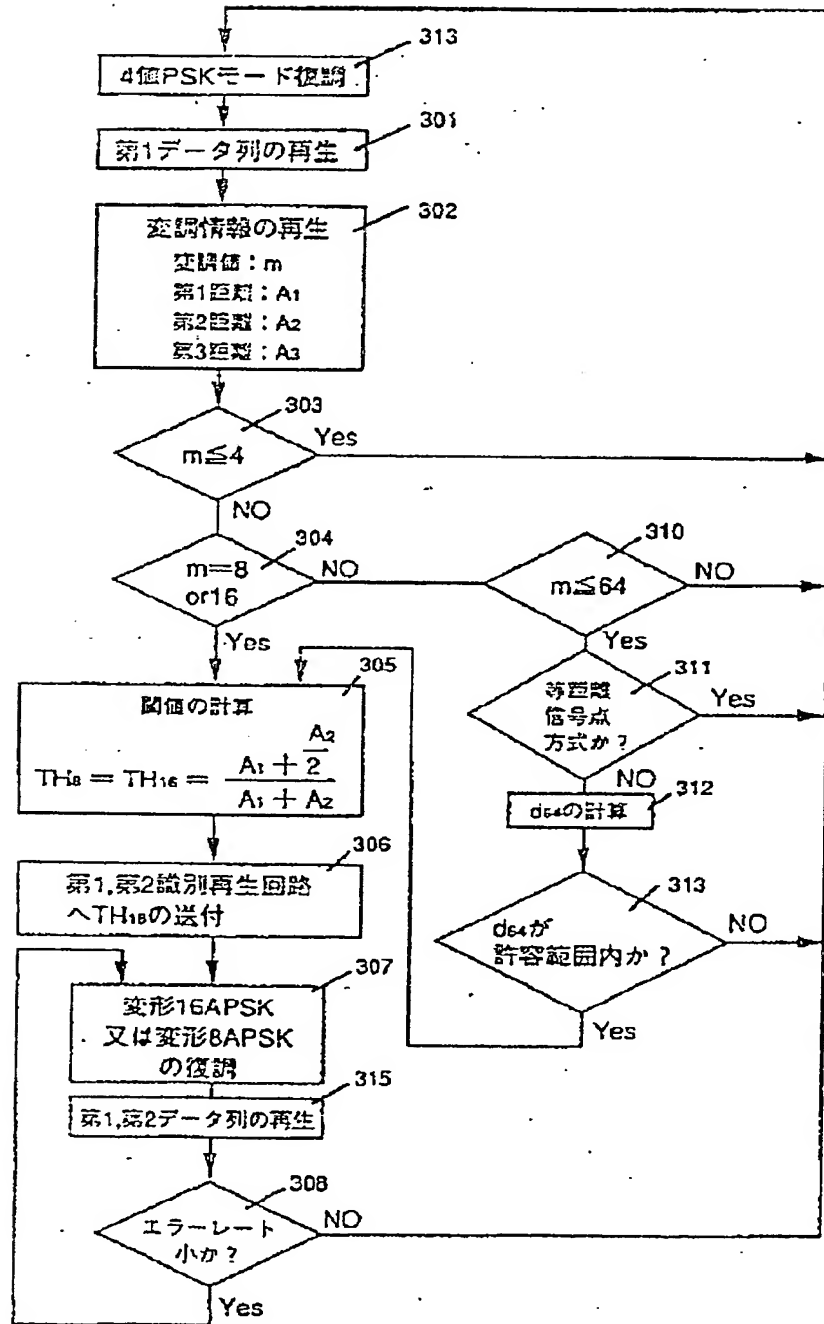 313
4値PSKモード復調
301
第1データ列の再生
302
変調情報の再生
変調値：m
第1距離：A1
第2距離：A2
第3距離：A3
303
m≦4
Yes
NO
304
m=8
or16
NO
Yes
310
m≦64
NO
Yes
311
等距離
信号点
方式か？
Yes
NO
312
d64の計算
313
d64が
許容範囲内か？
NO
Yes
305
閾値の計算
TH8 = TH16 = (A1 + A2/2) / (A1 + A2)
306
第1,第2識別再生回路
へTH16の送付
307
変形16APSK
又は変形8APSK
の復調
315
第1,第2データ列の再生
308
エラーレート
小か？
NO
Yes